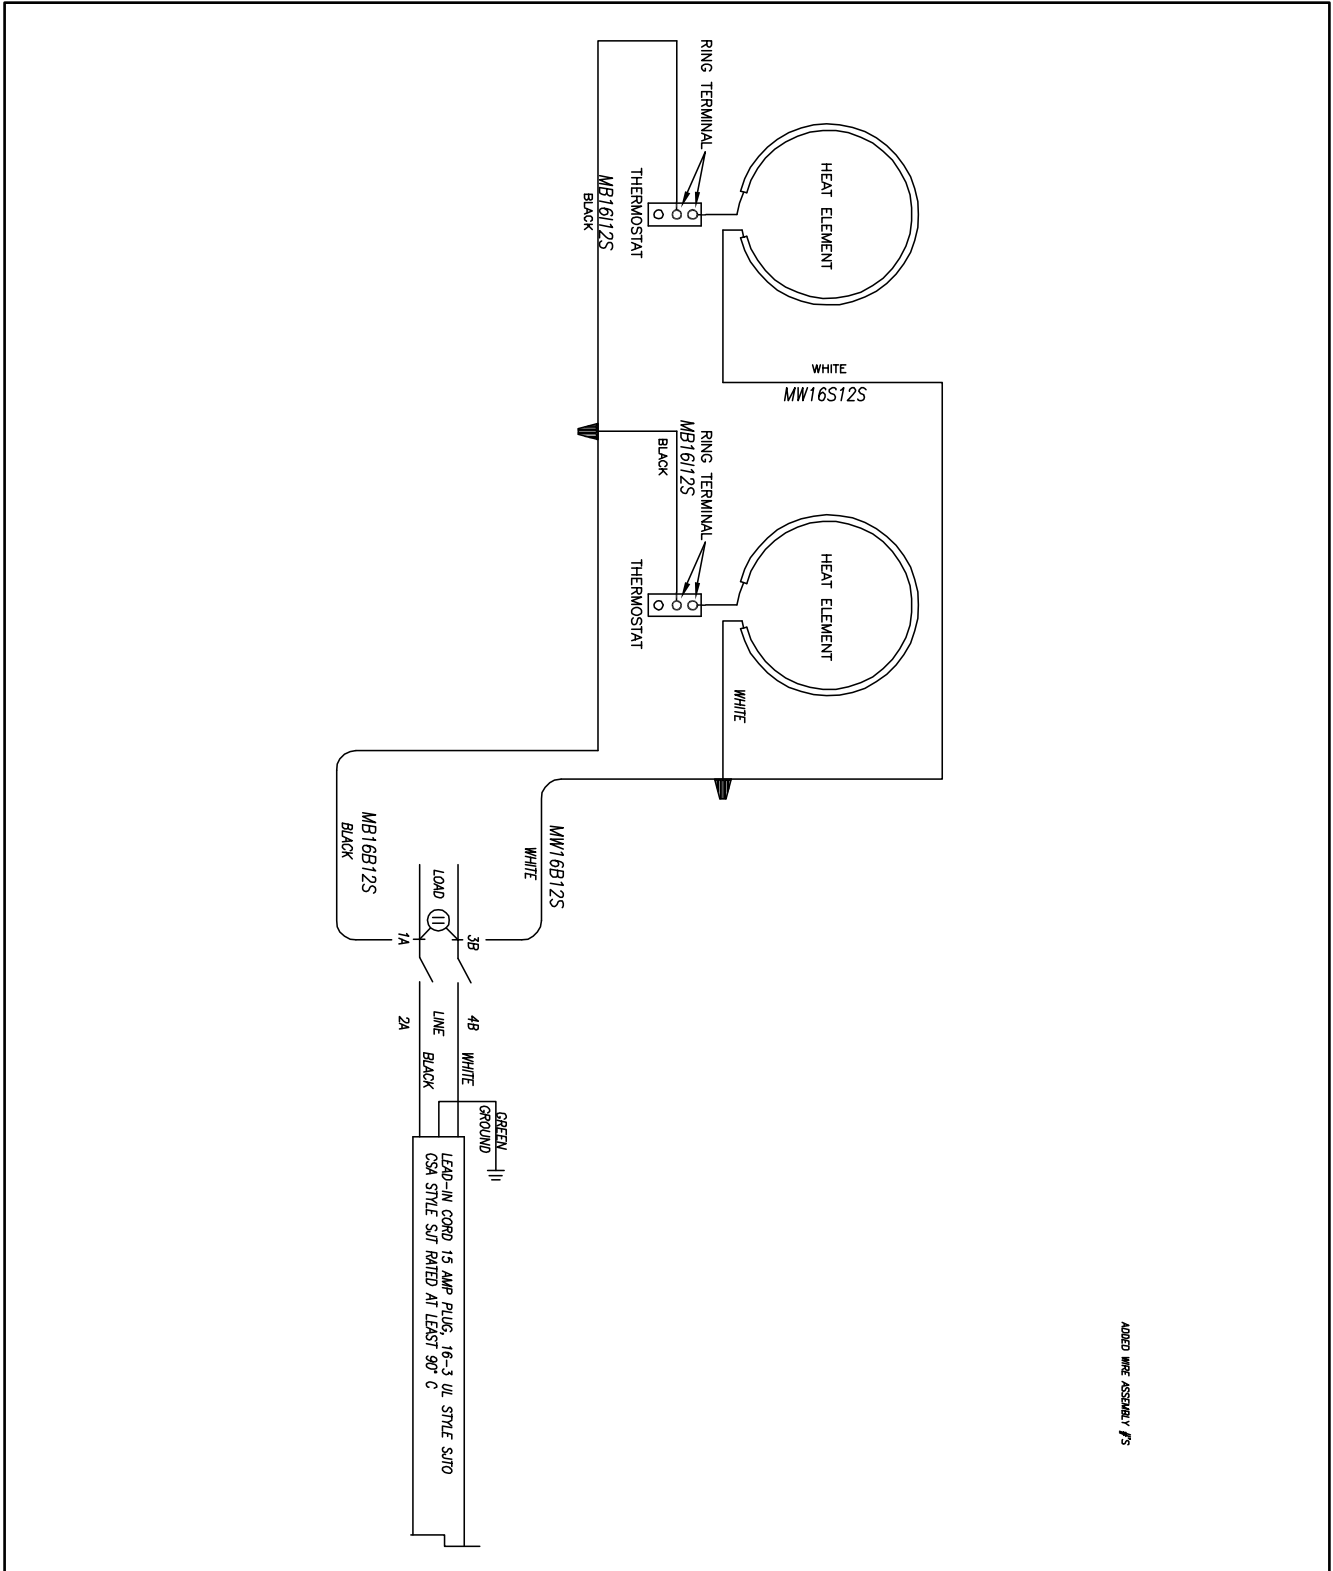 RING TERMINAL
HEAT ELEMENT
THERMOSTAT
MB16I12S
BLACK
WHITE
MW16S12S
RING TERMINAL
MB16I12S
BLACK
HEAT ELEMENT
THERMOSTAT
WHITE
MW16B12S
WHITE
MB16B12S
BLACK
LOAD
3B
1A
4B
LINE
2A
WHITE
BLACK
GREEN
GROUND
LEAD-IN CORD 15 AMP PLUG, 16-3 UL STYLE SJTO
CSA STYLE SJT RATED AT LEAST 90° C
ADDED WIRE ASSEMBLY #'S